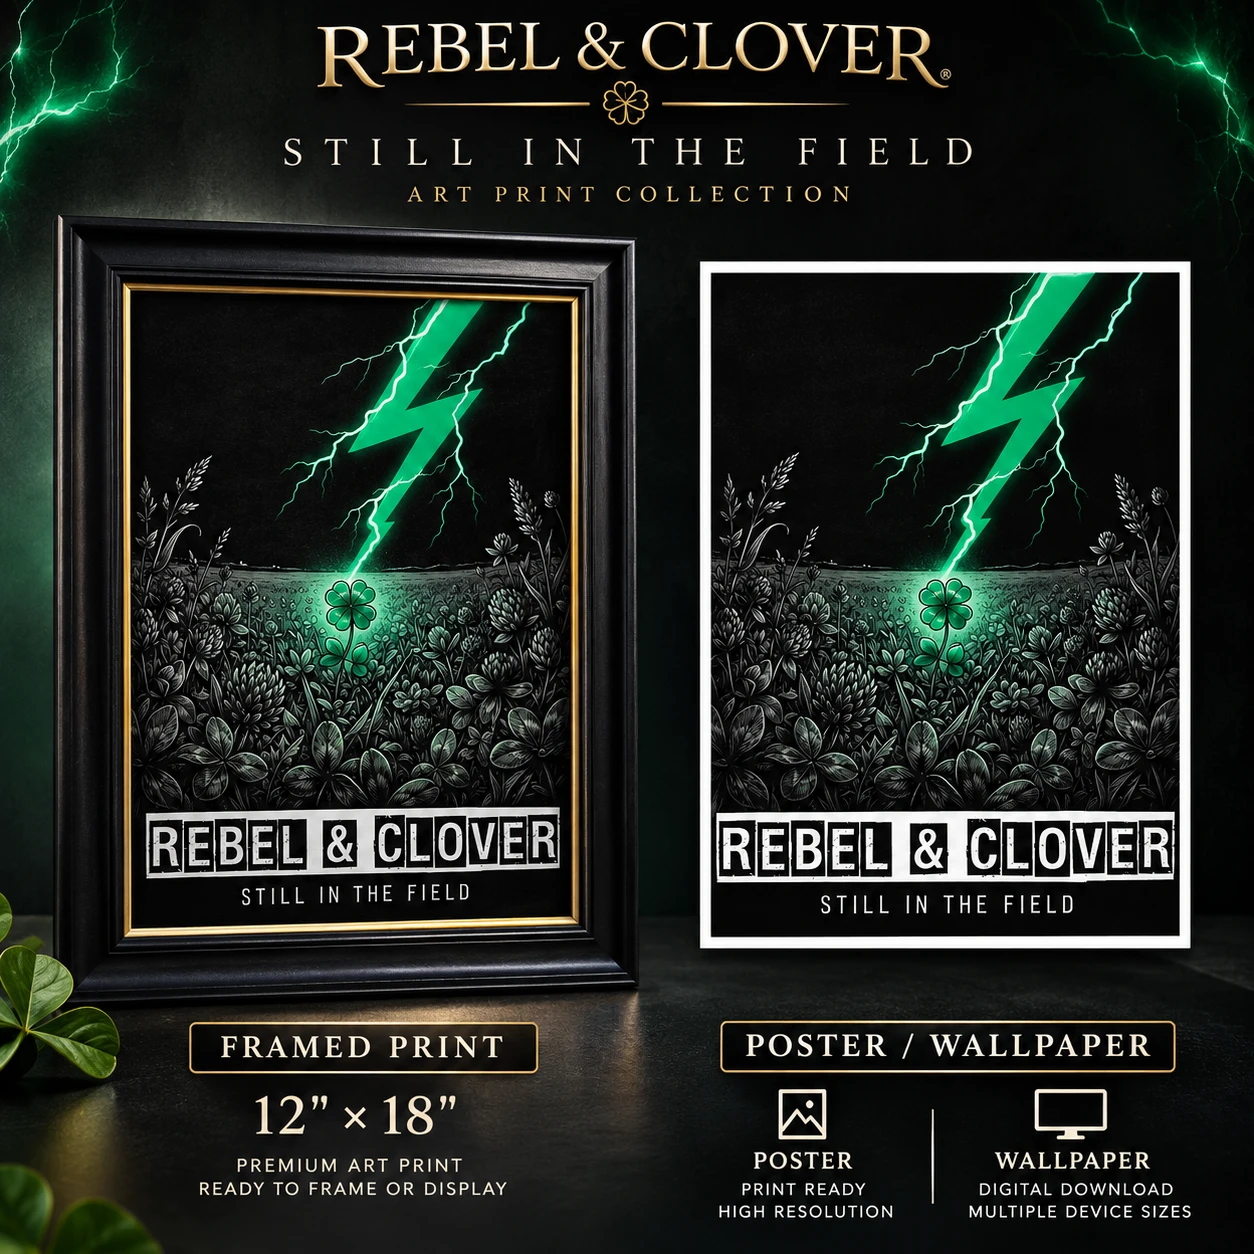 REBEL & CLOVER®
STILL IN THE FIELD
ART PRINT COLLECTION
REBEL & CLOVER
STILL IN THE FIELD
REBEL & CLOVER
STILL IN THE FIELD
FRAMED PRINT
12” × 18”
PREMIUM ART PRINT
READY TO FRAME OR DISPLAY
POSTER / WALLPAPER
POSTER
PRINT READY
HIGH RESOLUTION
WALLPAPER
DIGITAL DOWNLOAD
MULTIPLE DEVICE SIZES